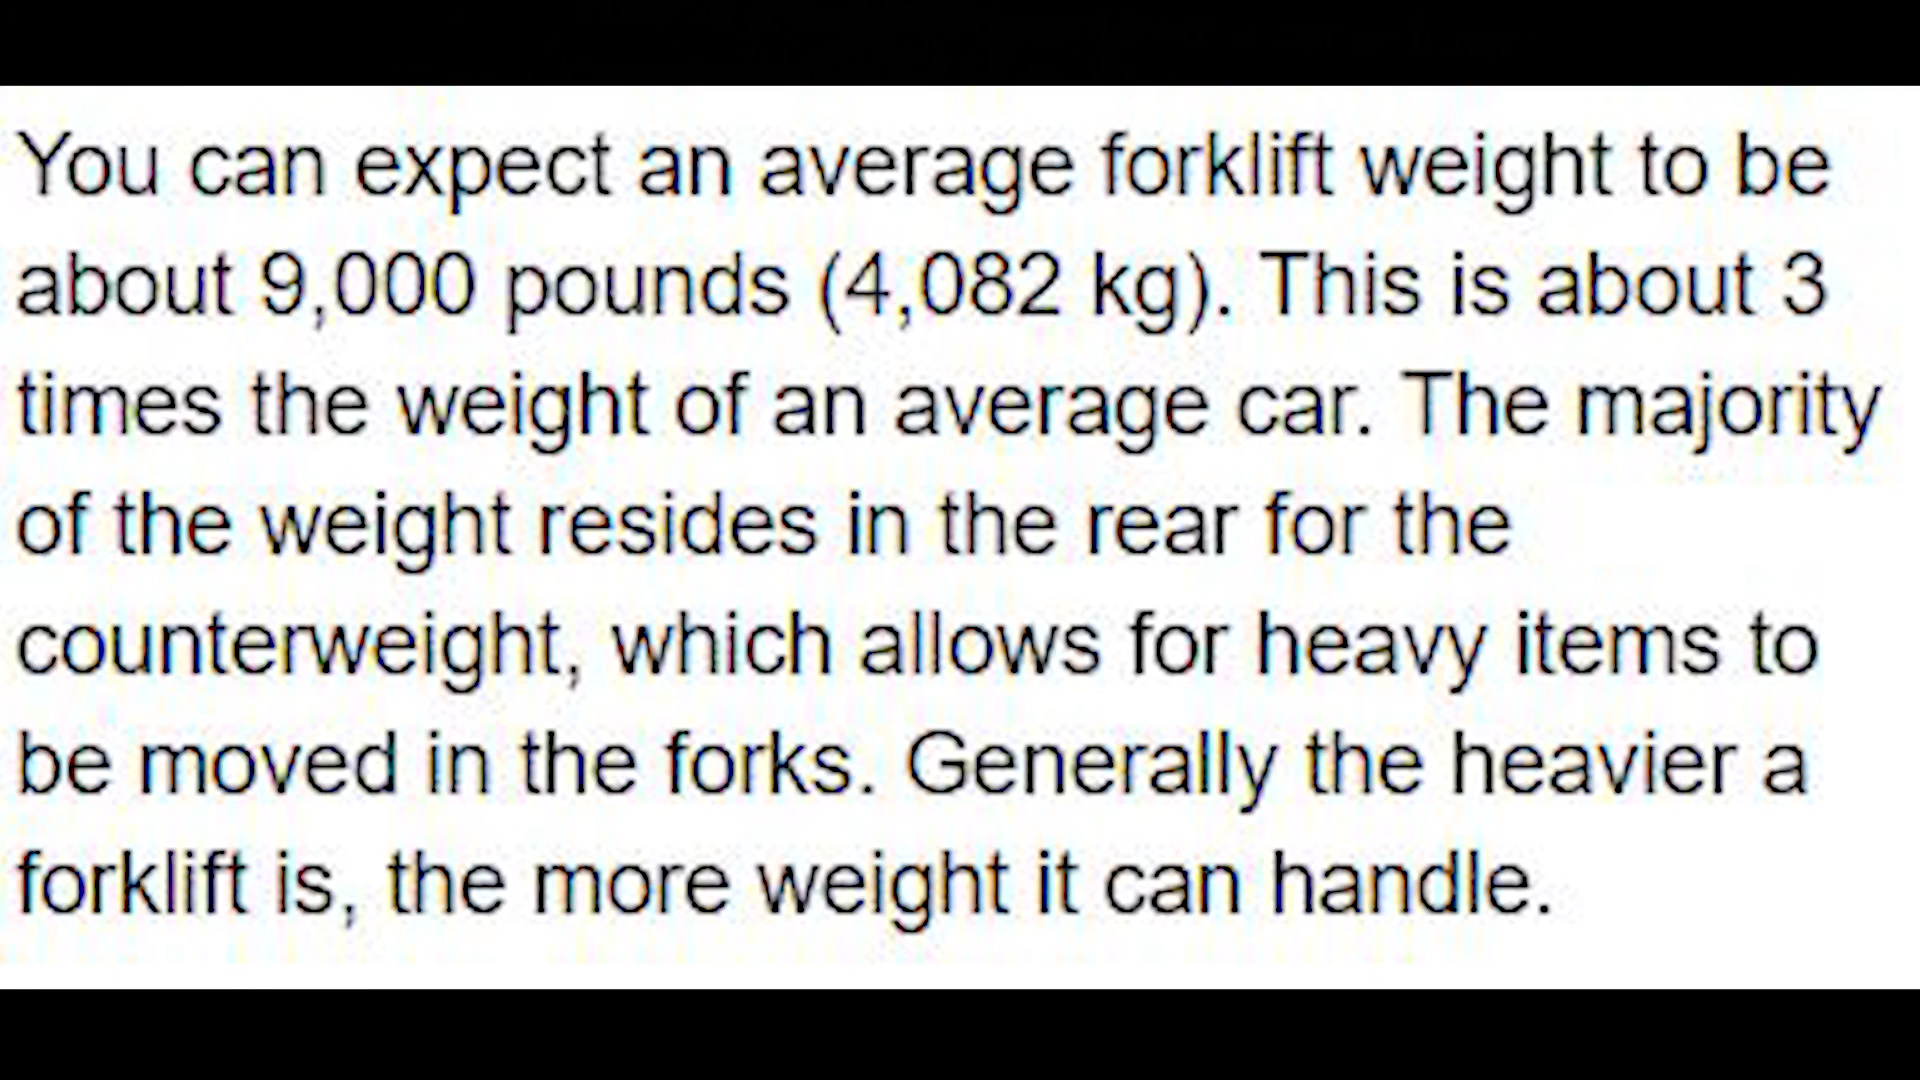 You can expect an average forklift weight to be
about 9,000 pounds (4,082 kg). This is about 3
times the weight of an average car. The majority
of the weight resides in the rear for the
counterweight, which allows for heavy items to
be moved in the forks. Generally the heavier a
forklift is, the more weight it can handle.